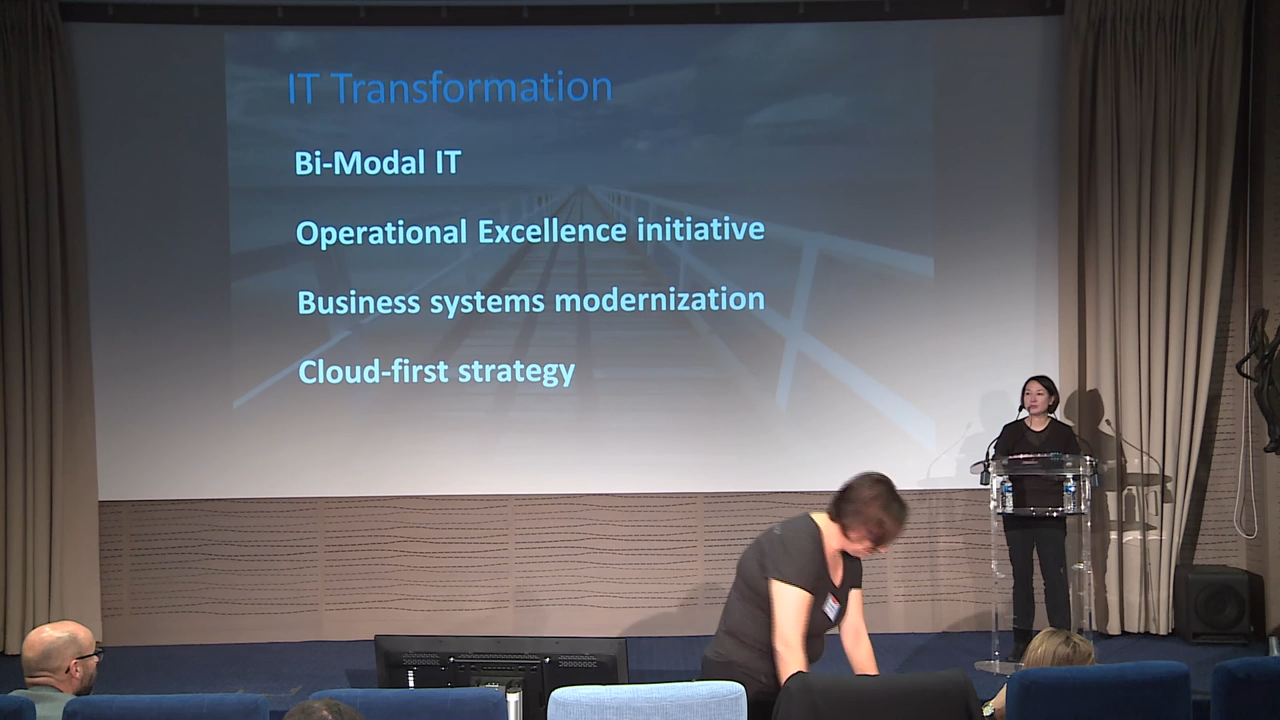 IT Transformation
Bi-Modal IT
Operational Excellence initiative
Business systems modernization
Cloud-first strategy